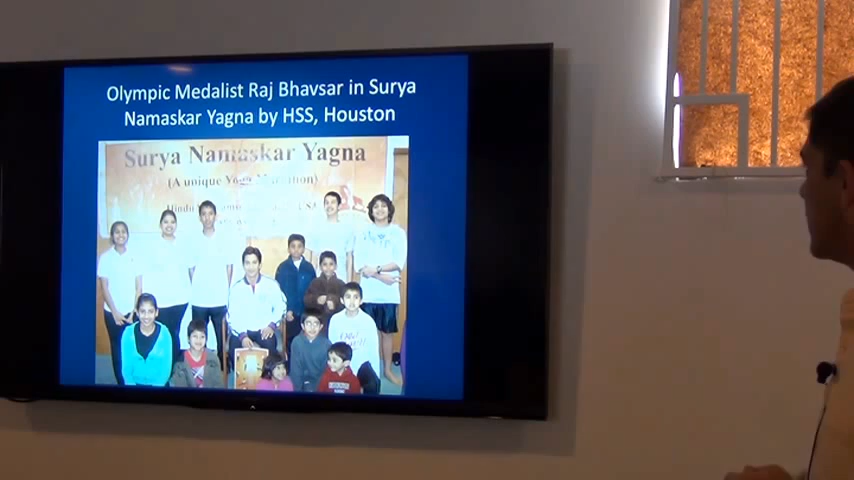 Olympic Medalist Raj Bhavsar in Surya
Namaskar Yagna by HSS, Houston
Surya Namaskar Yagna
(A unique Yoga